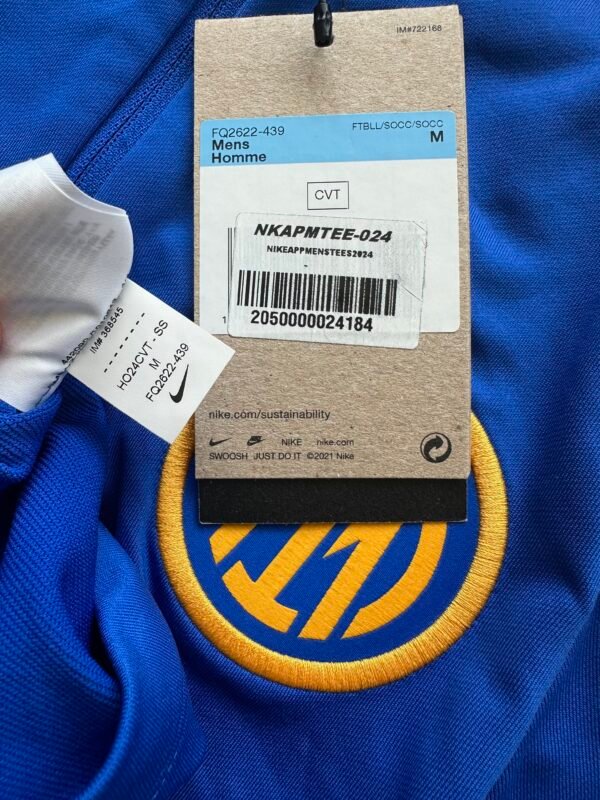 IM#722168
FQ2622-439
FTBLL/SOCC/SOCC
Mens
M
Homme
CVT
NKAPMTEE-024
NIKEAPPMENSTEES2024
2050000024184
IM# 368545
HO24CVT - SS
M
FQ2622-439
nike.com/sustainability
NIKE nike.com
SWOOSH JUST DO IT ©2021 Nike